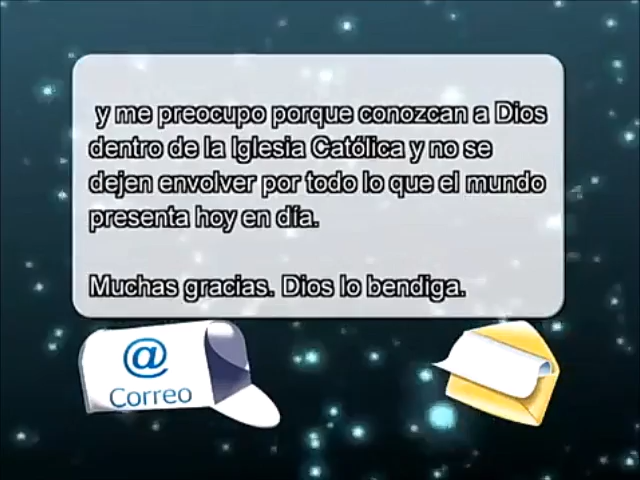 y me preocupo porque conozcan a Dios
dentro de la Iglesia Católica y no se
dejen envolver por todo lo que el mundo
presenta hoy en día.
Muchas gracias. Dios lo bendiga.
@
Correo